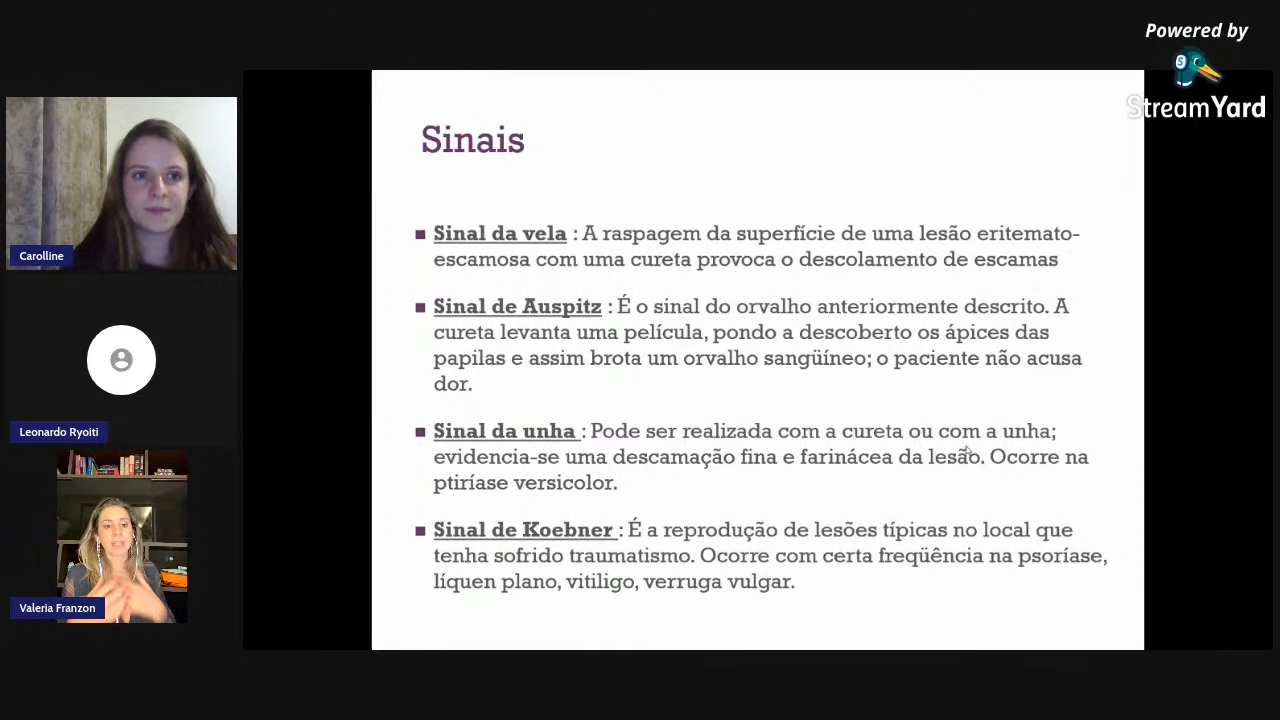 Powered by
StreamYard
Carolline
Leonardo Ryoiti
Valeria Franzon
Sinais
Sinal da vela : A raspagem da superfície de uma lesão eritemato-
escamosa com uma cureta provoca o descolamento de escamas
Sinal de Auspitz : É o sinal do orvalho anteriormente descrito. A
cureta levanta uma película, pondo a descoberto os ápices das
papilas e assim brota um orvalho sangüíneo; o paciente não acusa
dor.
Sinal da unha : Pode ser realizada com a cureta ou com a unha;
evidencia-se uma descamação fina e farinácea da lesão. Ocorre na
ptiríase versicolor.
Sinal de Koebner : É a reprodução de lesões típicas no local que
tenha sofrido traumatismo. Ocorre com certa freqüência na psoríase,
líquen plano, vitiligo, verruga vulgar.